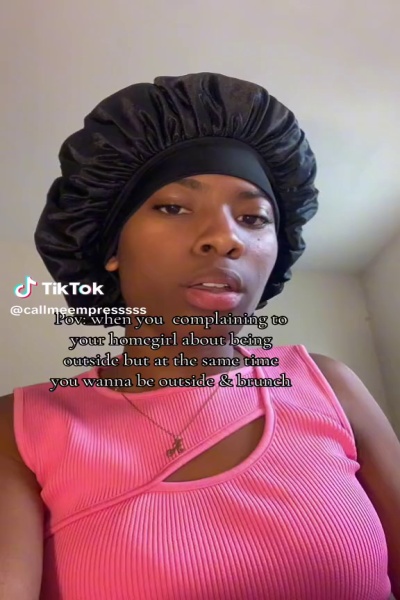 TikTok
@callmeempresssss
Pov: when you complaining to
your homegirl about being
outside but at the same time
you wanna be outside & brunch